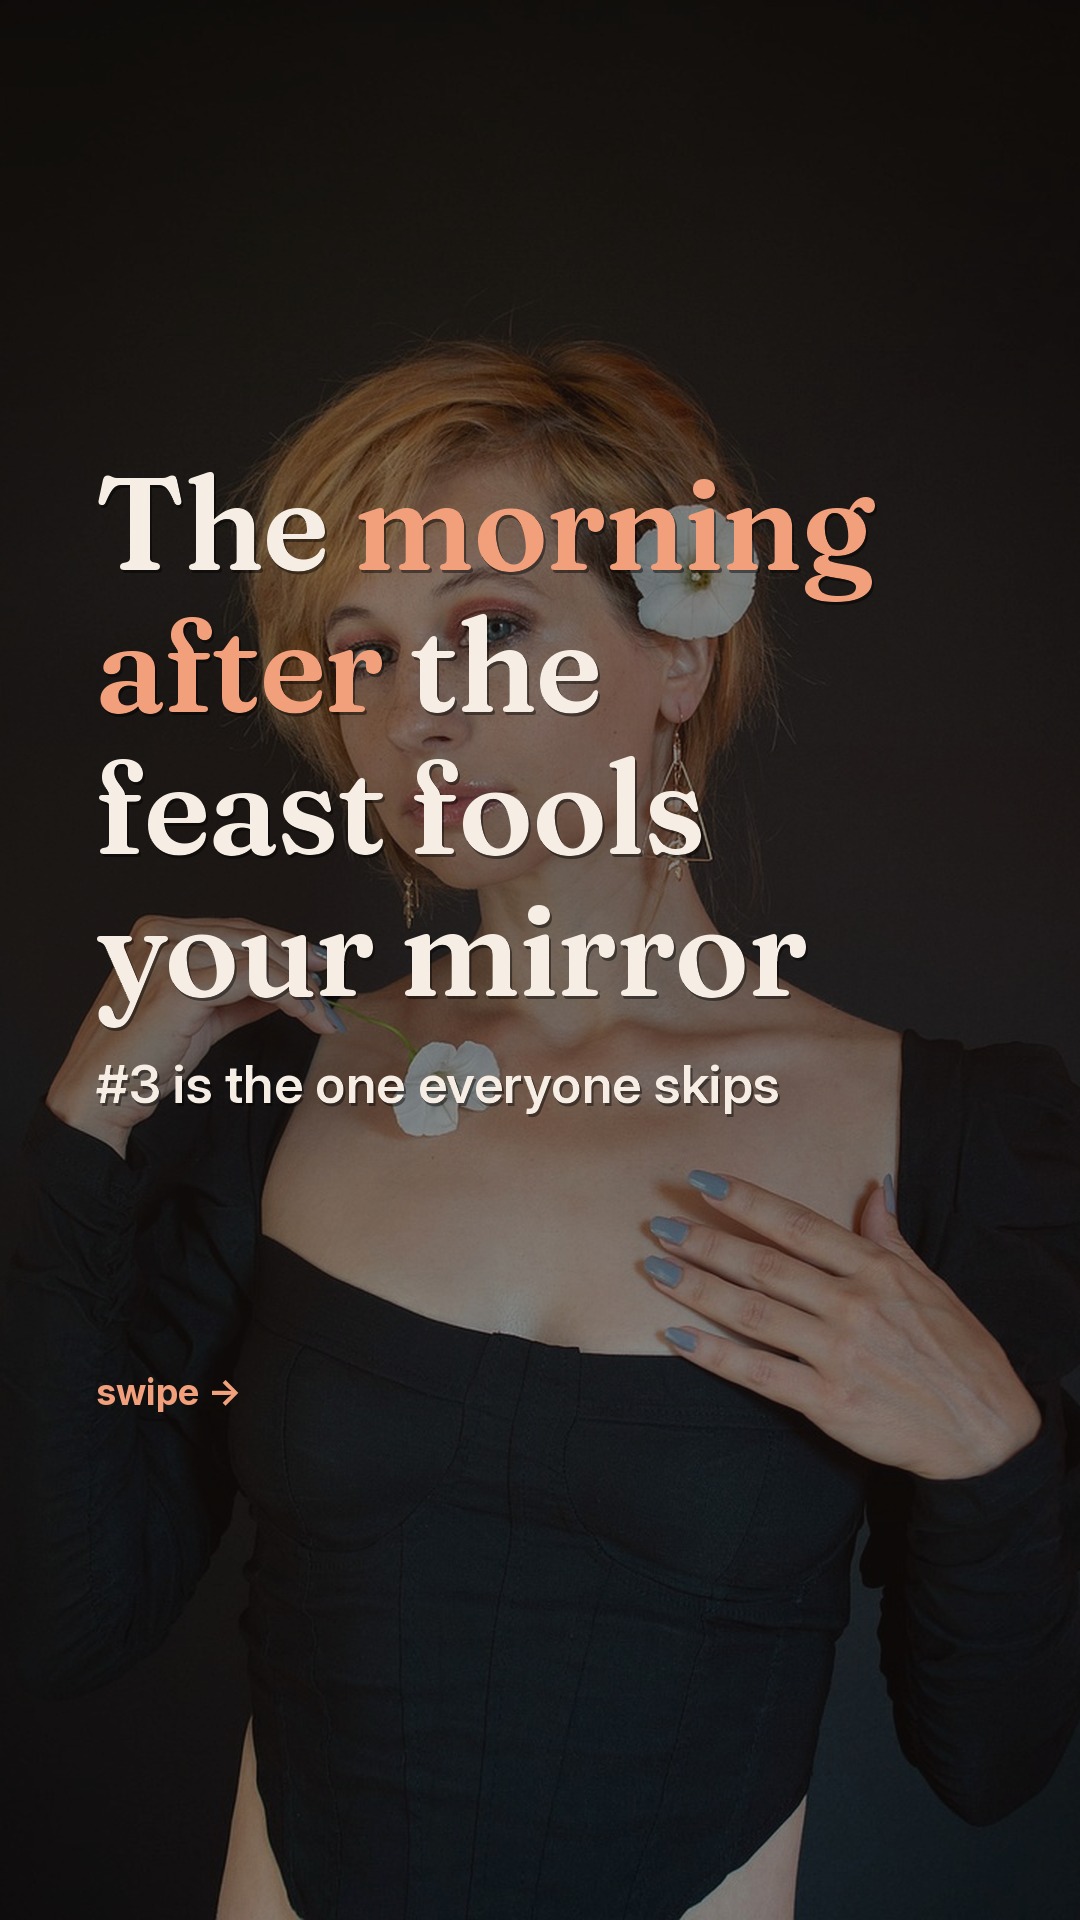 The morning
after the
feast fools
your mirror
#3 is the one everyone skips
swipe →